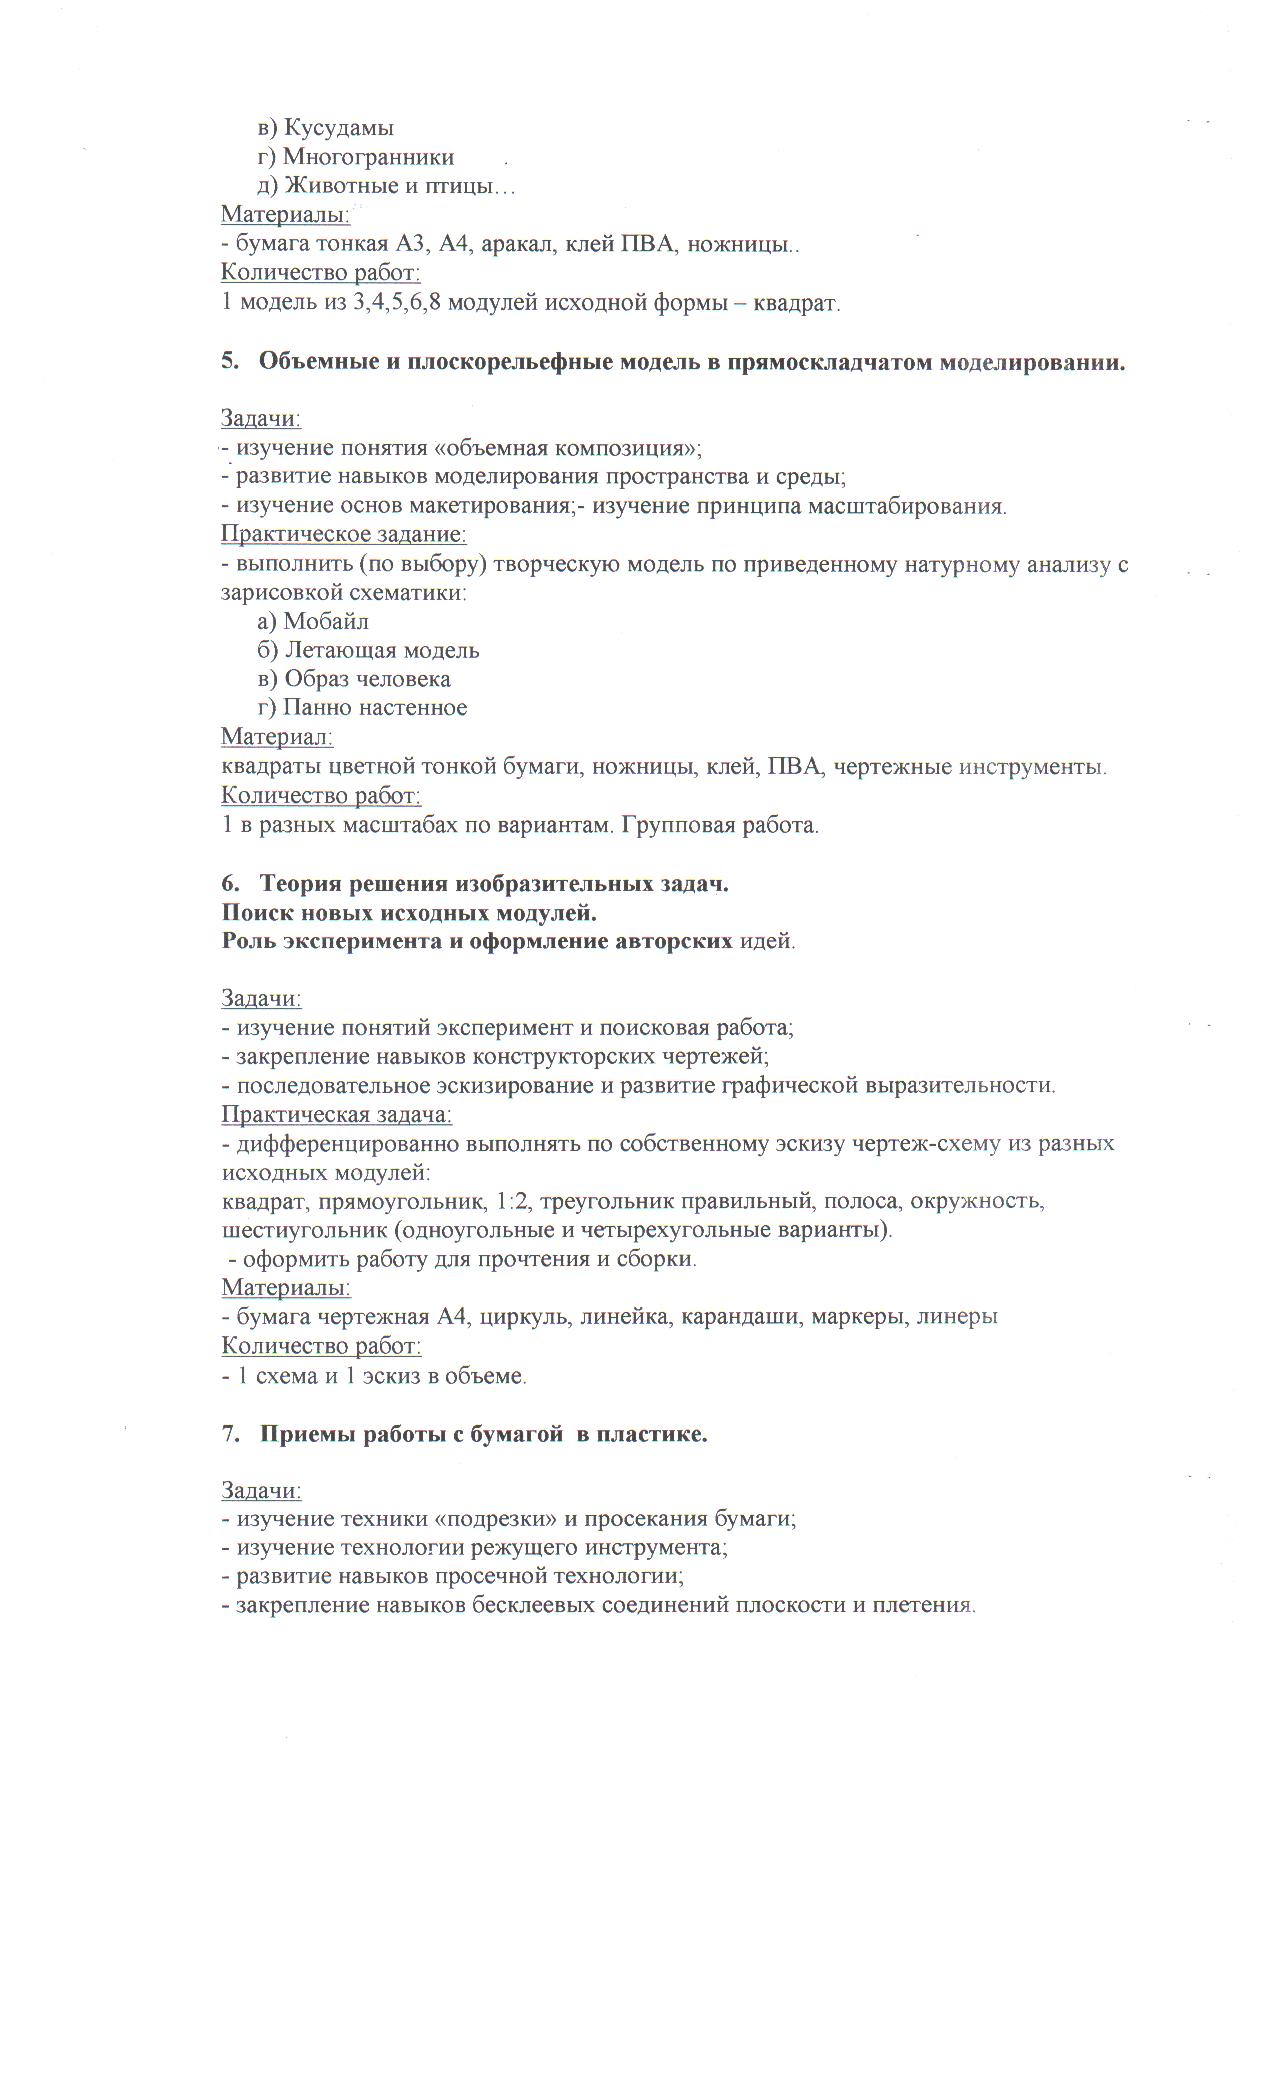 в) Кусудамы
г) Многогранники
д) Животные и птицы…
Материалы:
- бумага тонкая А3, А4, аракал, клей ПВА, ножницы..
Количество работ:
1 модель из 3,4,5,6,8 модулей исходной формы – квадрат.
5. Объемные и плоскорельефные модель в прямоскладчатом моделировании.
Задачи:
- изучение понятия «объемная композиция»;
- развитие навыков моделирования пространства и среды;
- изучение основ макетирования;- изучение принципа масштабирования.
Практическое задание:
- выполнить (по выбору) творческую модель по приведенному натурному анализу с
зарисовкой схематики:
а) Мобайл
б) Летающая модель
в) Образ человека
г) Панно настенное
Материал:
квадраты цветной тонкой бумаги, ножницы, клей, ПВА, чертежные инструменты.
Количество работ:
1 в разных масштабах по вариантам. Групповая работа.
6. Теория решения изобразительных задач.
Поиск новых исходных модулей.
Роль эксперимента и оформление авторских идей.
Задачи:
- изучение понятий эксперимент и поисковая работа;
- закрепление навыков конструкторских чертежей;
- последовательное эскизирование и развитие графической выразительности.
Практическая задача:
- дифференцированно выполнять по собственному эскизу чертеж-схему из разных
исходных модулей:
квадрат, прямоугольник, 1:2, треугольник правильный, полоса, окружность,
шестиугольник (одноугольные и четырехугольные варианты).
- оформить работу для прочтения и сборки.
Материалы:
- бумага чертежная А4, циркуль, линейка, карандаши, маркеры, линеры
Количество работ:
- 1 схема и 1 эскиз в объеме.
7. Приемы работы с бумагой в пластике.
Задачи:
- изучение техники «подрезки» и просекания бумаги;
- изучение технологии режущего инструмента;
- развитие навыков просечной технологии;
- закрепление навыков бесклеевых соединений плоскости и плетения.